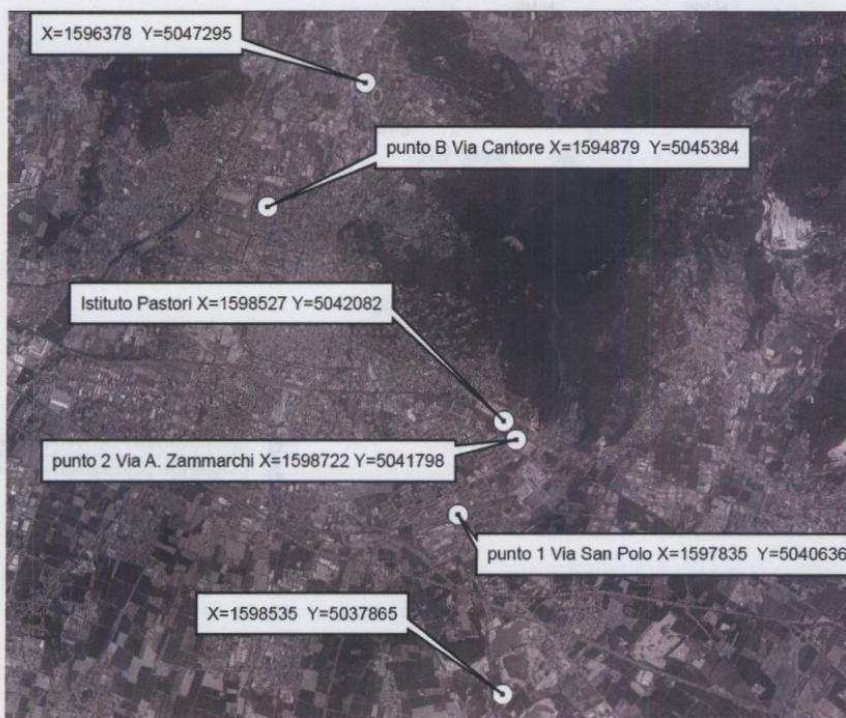 X=1596378 Y=5047295
punto B Via Cantore X=1594879 Y=5045384
Istituto Pastori X=1598527 Y=5042082
punto 2 Via A. Zammarchi X=1598722 Y=5041798
punto 1 Via San Polo X=1597835 Y=5040636
X=1598535 Y=5037865